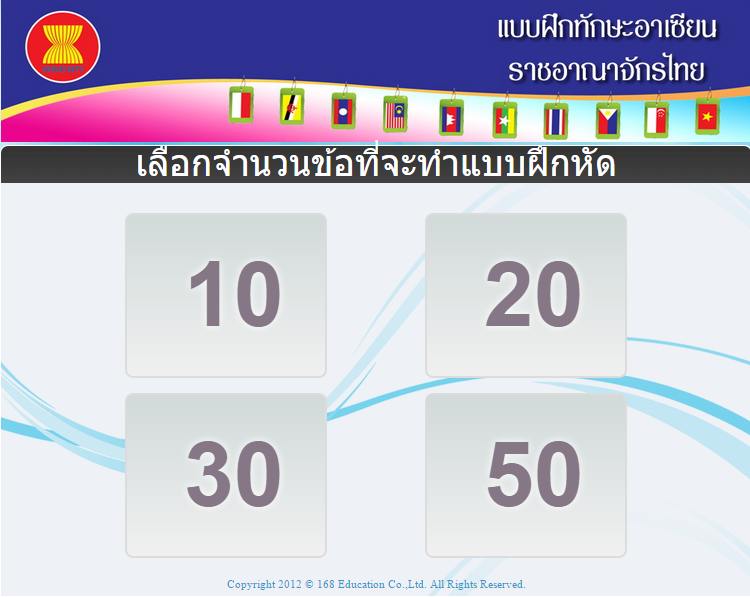 แบบฝึกทักษะอาเซียน
ราชอาณาจักรไทย
เลือกจำนวนข้อที่จะทำแบบฝึกหัด
10 20
30 50
Copyright 2012 © 168 Education Co.,Ltd. All Rights Reserved.